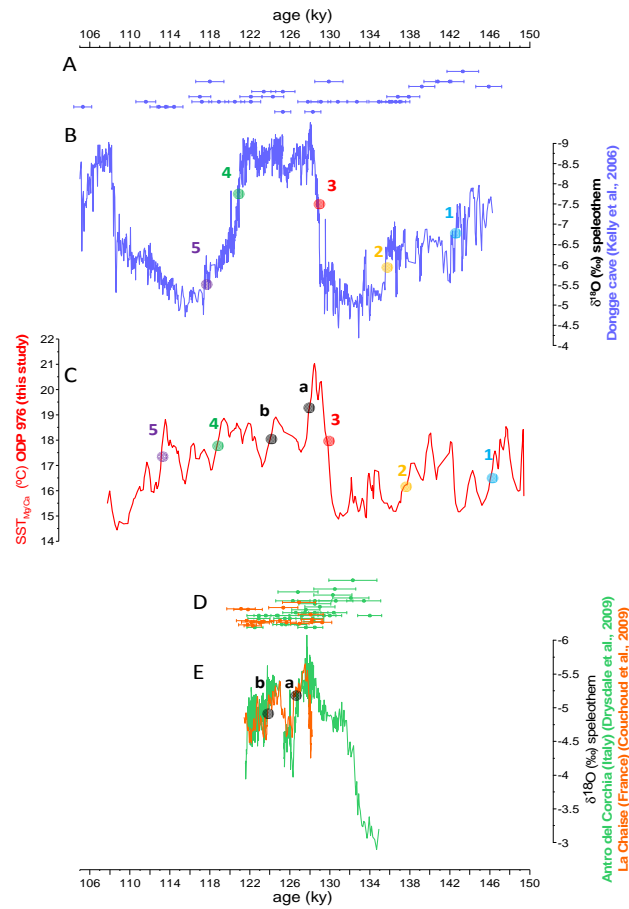 age (ky)
106 110 114 118 122 126 130 134 138 142 146 150
A
B
-9
-8.5
-8
-7.5
-7
-6.5
-6
-5.5
-5
-4.5
-4
4
3
1
5
2
δ18O (‰) speleothem
Dongge cave (Kelly et al., 2006)
22
21
20
19
18
17
16
15
14
SST Mg/Ca (ºC) ODP 976 (this study)
C
a
b
3
4
5
2
1
D
E
b a
-6
-5.5
-5
-4.5
-4
-3.5
-3
δ18O (‰) speleothem
Antro del Corchia (Italy) (Drysdale et al., 2009)
La Chaise (France) (Couchoud et al., 2009)
106 110 114 118 122 126 130 134 138 142 146 150
age (ky)